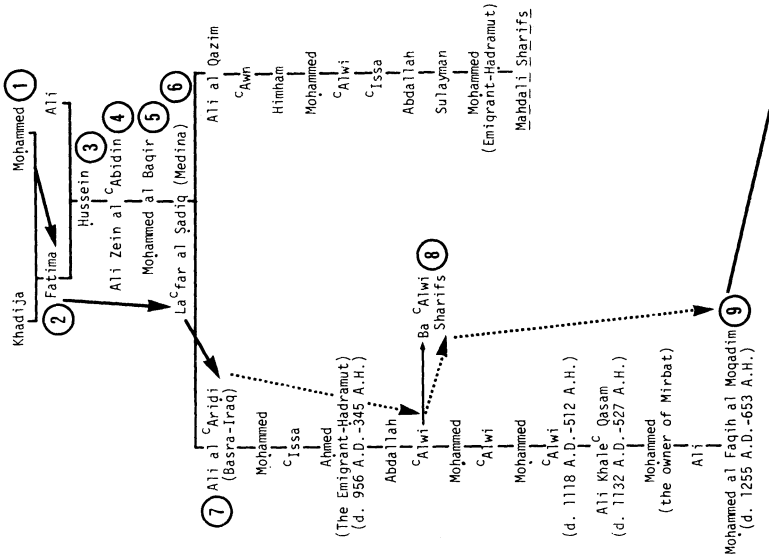 Khadija Mohammed 1
2 Fatima Ali
Hussein 3
Ali Zein al ᶜAbidin 4
Mohammed al Baqir 5
Laᶜfar al Sadiq (Medina) 6
7 Ali al ᶜAridi
(Basra-Iraq)
Mohammed
ᶜIssa
Ahmed
(The Emigrant-Hadramut)
(d. 956 A.D.-345 A.H.)
Abdallah
ᶜAlwi
Ba ᶜAlwi
Sharifs 8
Mohammed
ᶜAlwi
Mohammed
ᶜAlwi
(d. 1118 A.D.-512 A.H.)
Ali Khaleᶜ Qasam
(d. 1132 A.D.-527 A.H.)
Mohammed
(the owner of Mirbat)
Ali
Mohammed al Faqih al Moqadim 9
(d. 1255 A.D.-653 A.H.)
Ali al Qazim
ᶜAwn
Himham
Mohammed
ᶜAlwi
ᶜIssa
Abdallah
Sulayman
Mohammed
(Emigrant-Hadramut)
Mahdali Sharifs